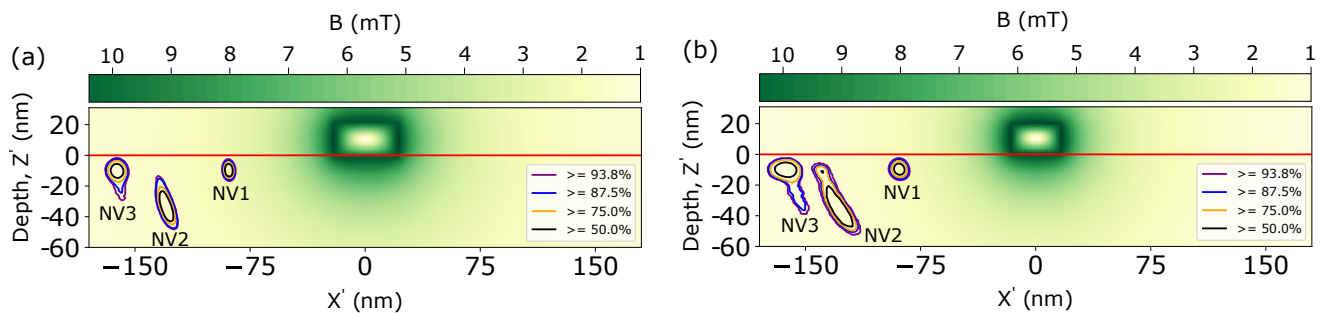 (a)
B (mT)
10 9 8 7 6 5 4 3 2 1
Depth, Z' (nm)
20
0
-20
-40
-60
NV3
NV2
NV1
>= 93.8%
>= 87.5%
>= 75.0%
>= 50.0%
−150 −75 0 75 150
X' (nm)
(b)
B (mT)
10 9 8 7 6 5 4 3 2 1
Depth, Z' (nm)
20
0
-20
-40
-60
NV3
NV2
NV1
>= 93.8%
>= 87.5%
>= 75.0%
>= 50.0%
−150 −75 0 75 150
X' (nm)